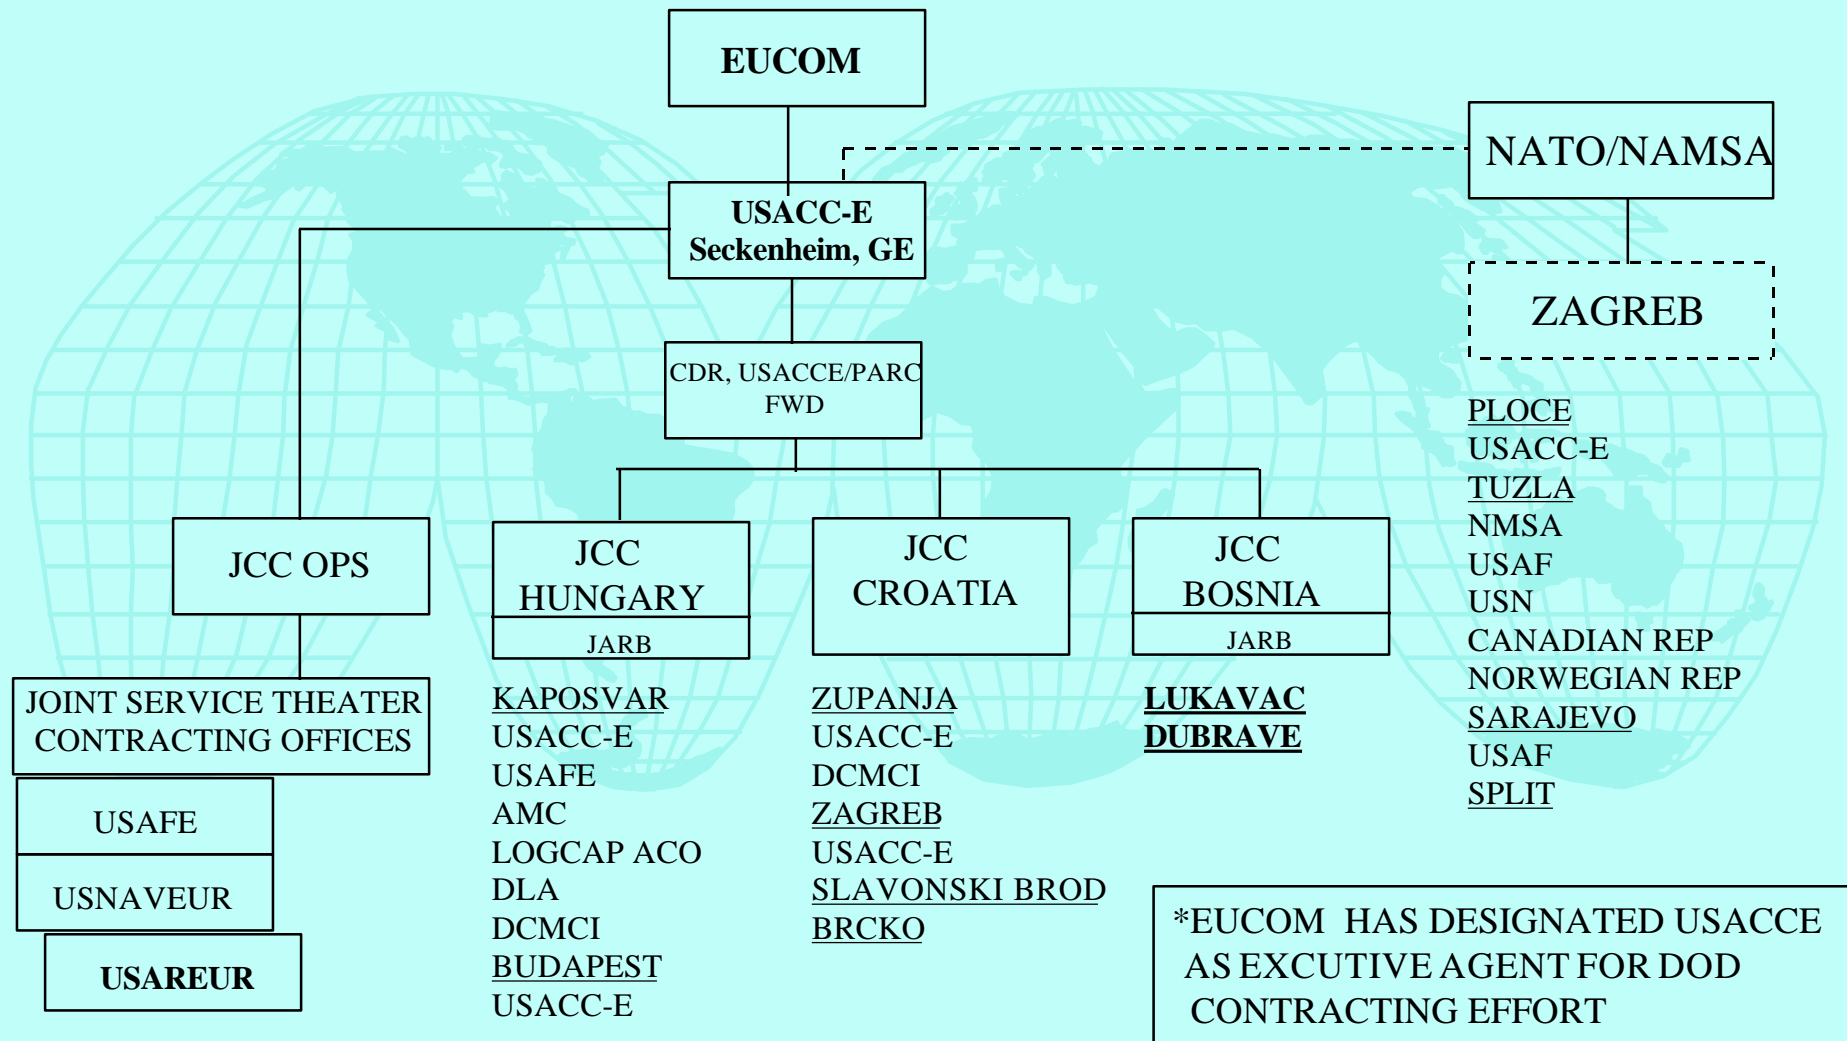 EUCOM
NATO/NAMSA
USACC-E
Seckenheim, GE
ZAGREB
CDR, USACCE/PARC
FWD
JCC OPS
JCC
HUNGARY
JARB
JCC
CROATIA
JCC
BOSNIA
JARB
JOINT SERVICE THEATER
CONTRACTING OFFICES
USAFE
USNAVEUR
USAREUR
KAPOSVAR
USACC-E
USAFE
AMC
LOGCAP ACO
DLA
DCMCI
BUDAPEST
USACC-E
ZUPANJA
USACC-E
DCMCI
ZAGREB
USACC-E
SLAVONSKI BROD
BRCKO
LUKAVAC
DUBRAVE
PLOCE
USACC-E
TUZLA
NMSA
USAF
USN
CANADIAN REP
NORWEGIAN REP
SARAJEVO
USAF
SPLIT
*EUCOM HAS DESIGNATED USACCE
AS EXCUTIVE AGENT FOR DOD
CONTRACTING EFFORT